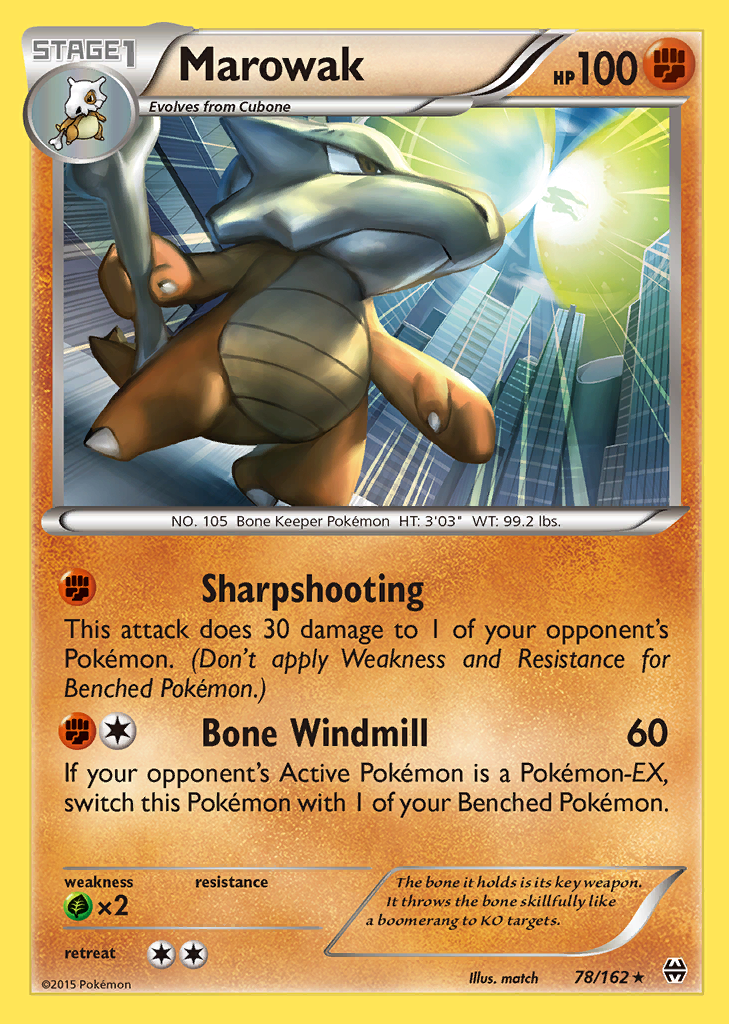 STAGE1
Marowak
HP100
Evolves from Cubone
NO. 105 Bone Keeper Pokémon HT: 3'03" WT: 99.2 lbs.
Sharpshooting
This attack does 30 damage to 1 of your opponent's
Pokémon. (Don't apply Weakness and Resistance for
Benched Pokémon.)
Bone Windmill 60
If your opponent's Active Pokémon is a Pokémon-EX,
switch this Pokémon with 1 of your Benched Pokémon.
weakness resistance
×2
retreat
The bone it holds is its key weapon.
It throws the bone skillfully like
a boomerang to KO targets.
©2015 Pokémon
Illus. match 78/162 ★